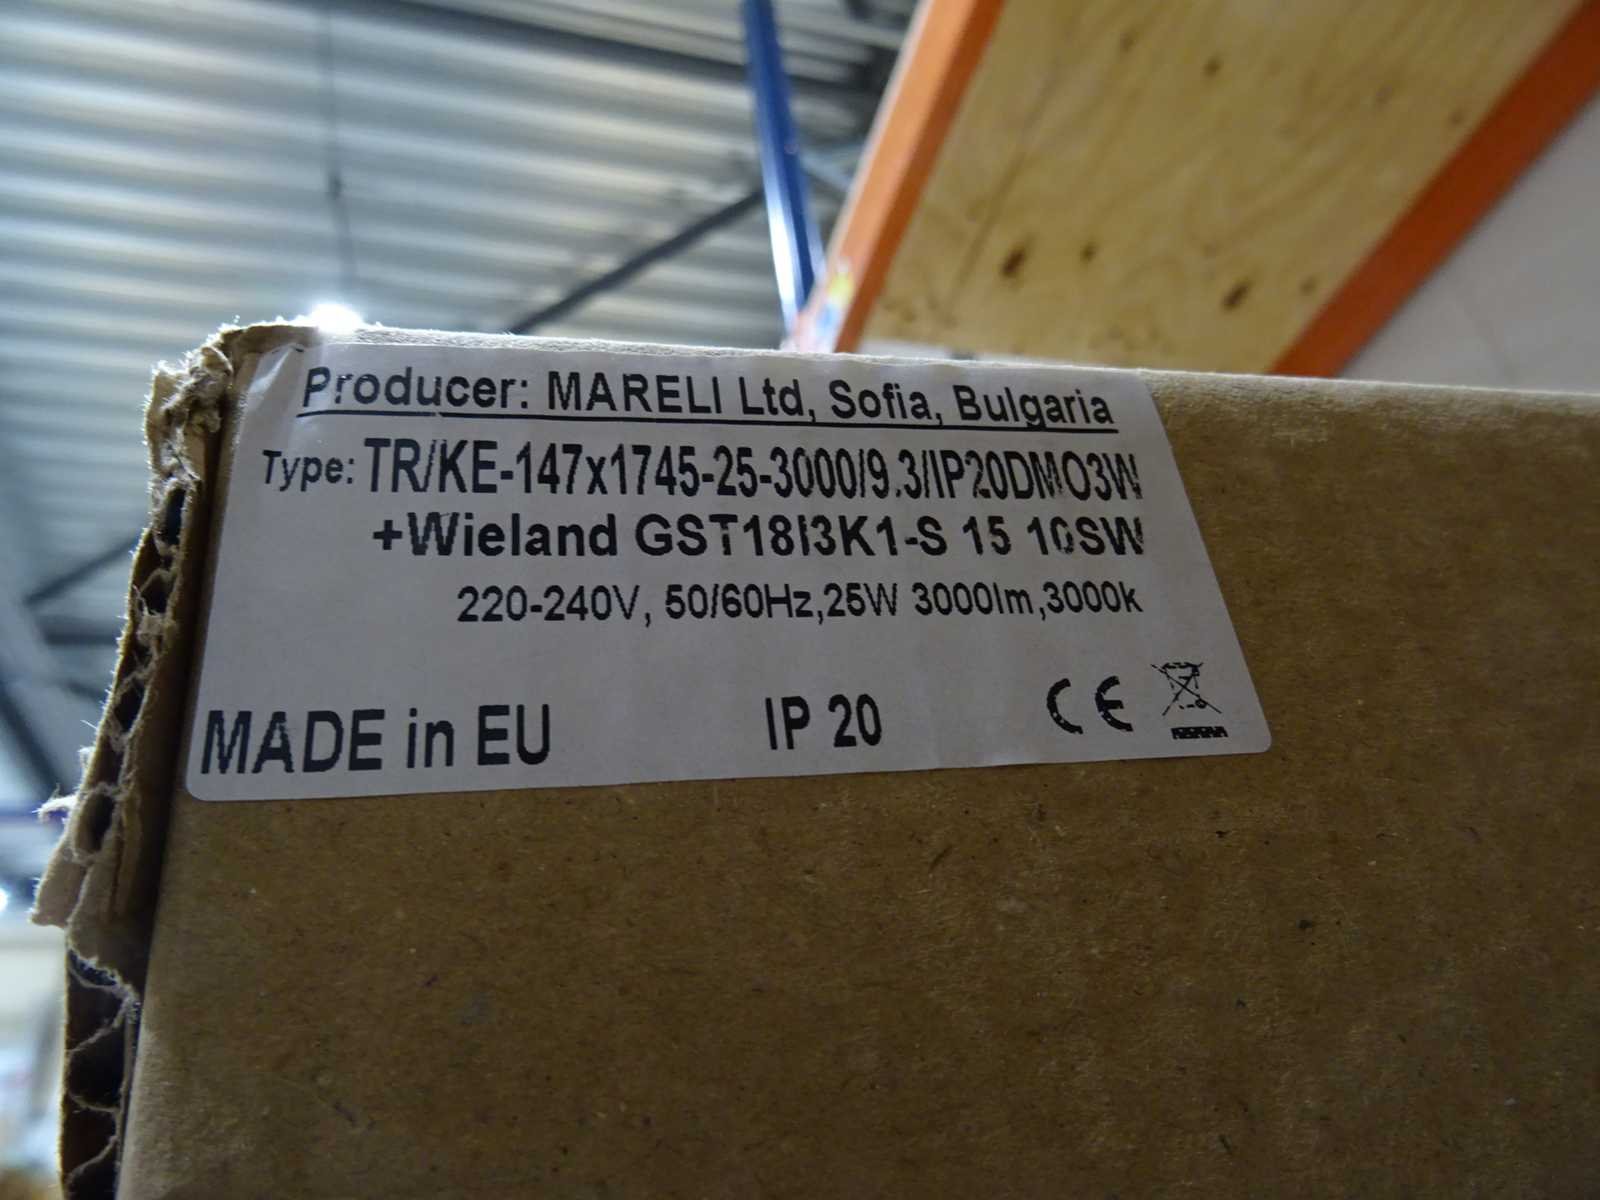 Producer: MARELI Ltd, Sofia, Bulgaria
Type: TR/KE-147x1745-25-3000/9.3/IP20DMO3W
+Wieland GST18I3K1-S 15 10SW
220-240V, 50/60Hz,25W 3000lm,3000k
MADE in EU IP 20 CE